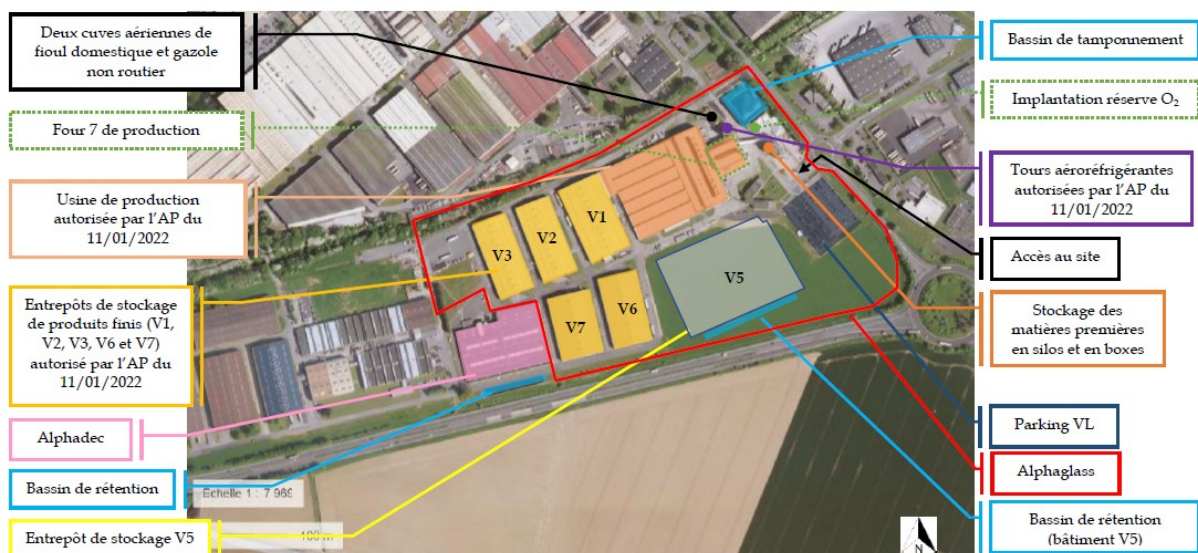 Deux cuves aériennes de
fioul domestique et gazole
non routier
Four 7 de production
Usine de production
autorisée par l'AP du
11/01/2022
Entrepôts de stockage
de produits finis (V1,
V2, V3, V6 et V7)
autorisé par l'AP du
11/01/2022
Alphadec
Bassin de rétention
Entrepôt de stockage V5
V1
V2
V3
V5
V6
V7
Echelle 1 : 7 969
100 m
N
Bassin de tamponnement
Implantation réserve O₂
Tours aéroréfrigérantes
autorisées par l'AP du
11/01/2022
Accès au site
Stockage des
matières premières
en silos et en boxes
Parking VL
Alphaglass
Bassin de rétention
(bâtiment V5)